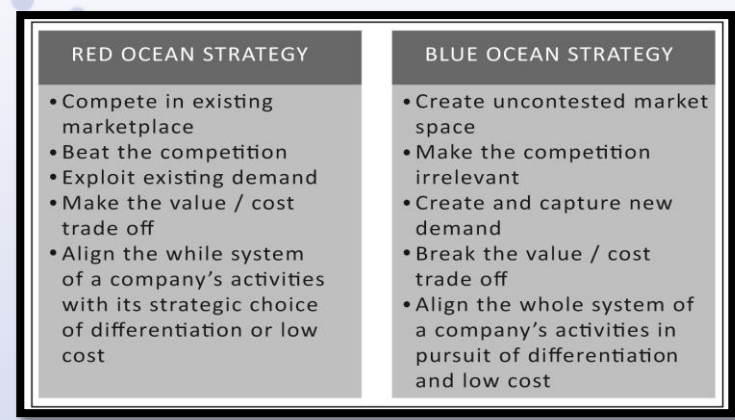 RED OCEAN STRATEGY
• Compete in existing
marketplace
• Beat the competition
• Exploit existing demand
• Make the value / cost
trade off
• Align the while system
of a company's activities
with its strategic choice
of differentiation or low
cost
BLUE OCEAN STRATEGY
• Create uncontested market
space
• Make the competition
irrelevant
• Create and capture new
demand
• Break the value / cost
trade off
• Align the whole system of
a company's activities in
pursuit of differentiation
and low cost